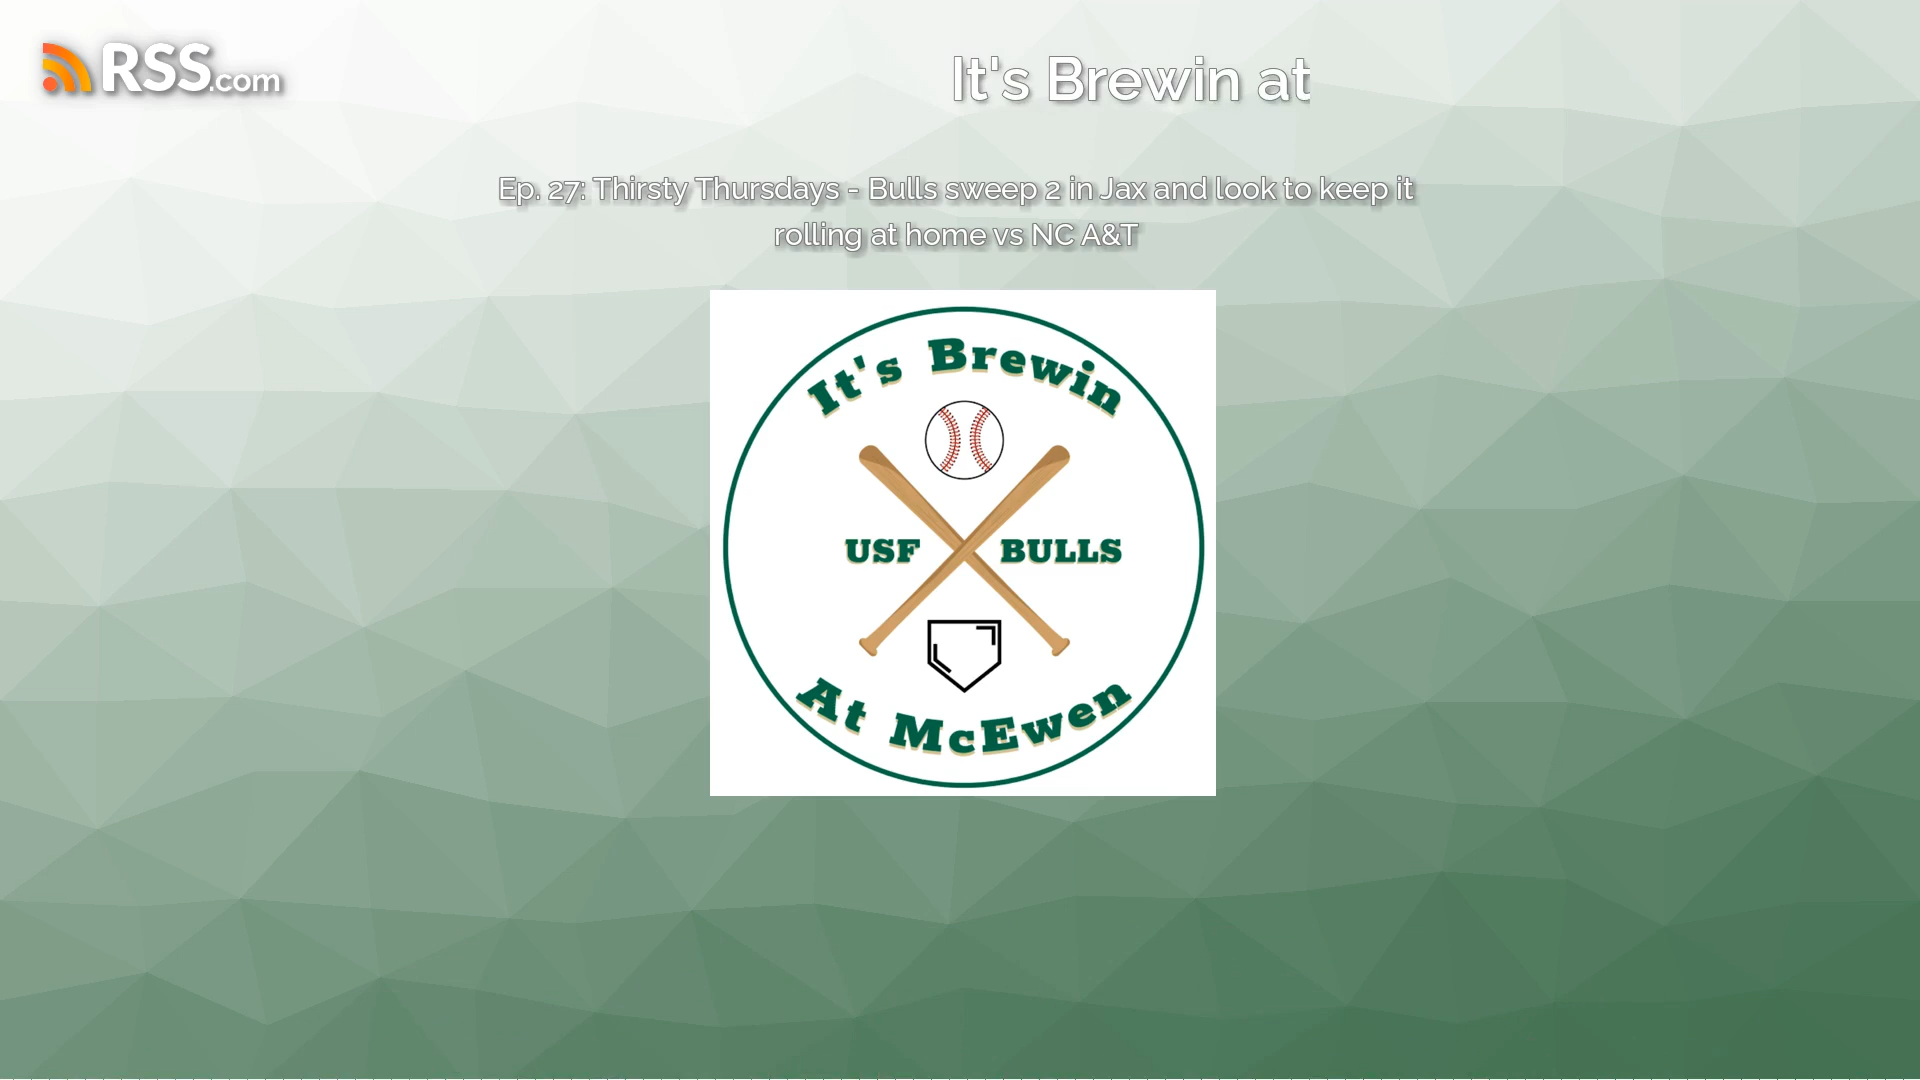 RSS.com
It's Brewin at
Ep. 27: Thirsty Thursdays - Bulls sweep 2 in Jax and look to keep it
rolling at home vs NC A&T
It's Brewin
USF BULLS
At McEwen